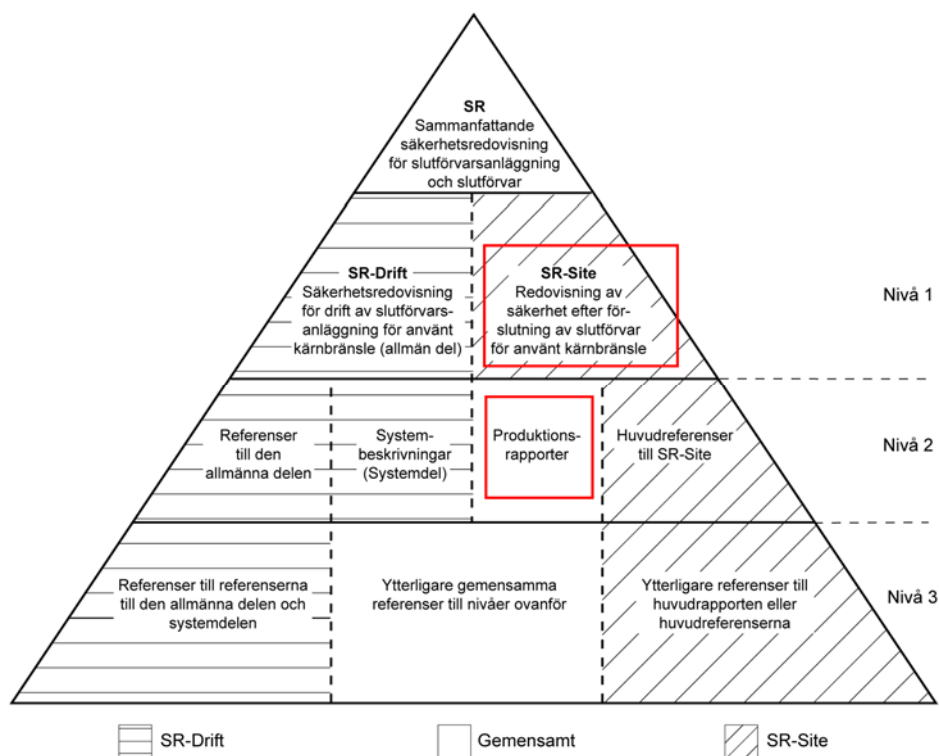 SR
Sammanfattande
säkerhetsredovisning
för slutförvarsanläggning
och slutförvar
SR-Drift
Säkerhetsredovisning
för drift av slutförvars-
anläggning för använt
kärnbränsle (allmän del)
SR-Site
Redovisning av
säkerhet efter för-
slutning av slutförvar
för använt kärnbränsle
Nivå 1
Referenser
till den
allmänna delen
System-
beskrivningar
(Systemdel)
Produktions-
rapporter
Huvudreferenser
till SR-Site
Nivå 2
Referenser till referenserna
till den allmänna delen och
systemdelen
Ytterligare gemensamma
referenser till nivåer ovanför
Ytterligare referenser till
huvudrapporten eller
huvudreferenserna
Nivå 3
SR-Drift
Gemensamt
SR-Site